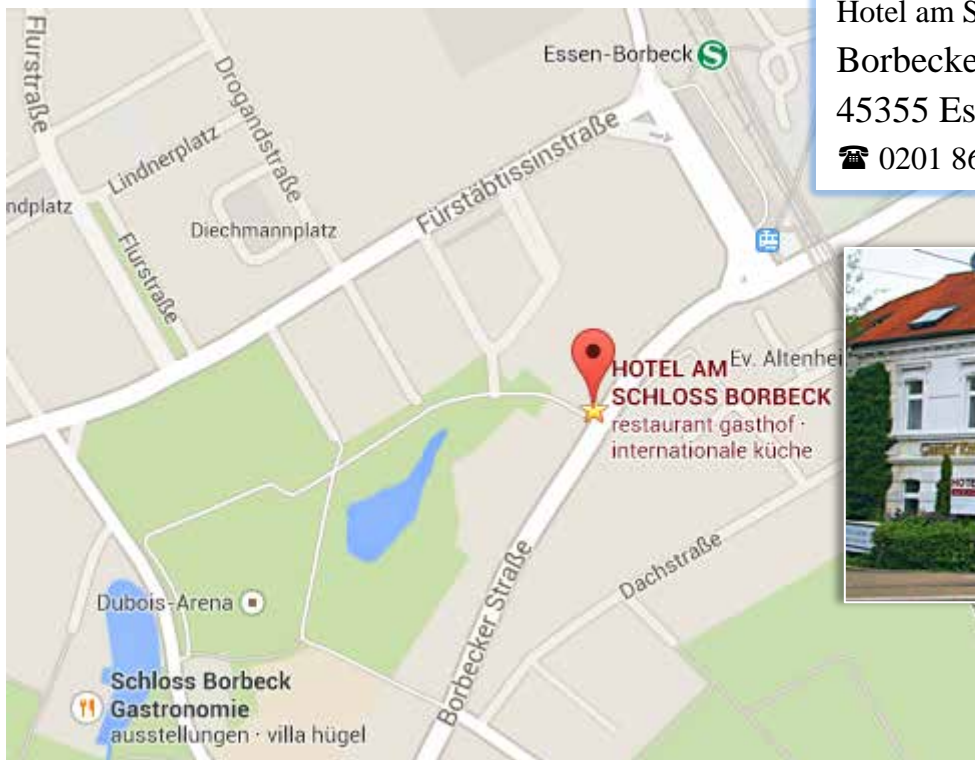 Hotel am S
Borbecke
45355 Es
☎ 0201 86
Flurstraße
Drogandstraße
Essen-Borbeck S
Lindnerplatz
Fürstäbtissinstraße
ndplatz
Diechmannplatz
Flurstraße
HOTEL AM
SCHLOSS BORBECK
restaurant gasthof ·
internationale küche
Ev. Altenhei
HOTE
Dachstraße
Borbecker Straße
Dubois-Arena
Schloss Borbeck
Gastronomie
ausstellungen · villa hügel